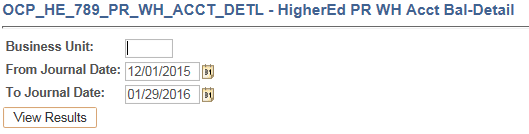 OCP_HE_789_PR_WH_ACCT_DETL - HigherEd PR WH Acct Bal-Detail
Business Unit:
From Journal Date: 12/01/2015
To Journal Date: 01/29/2016
View Results